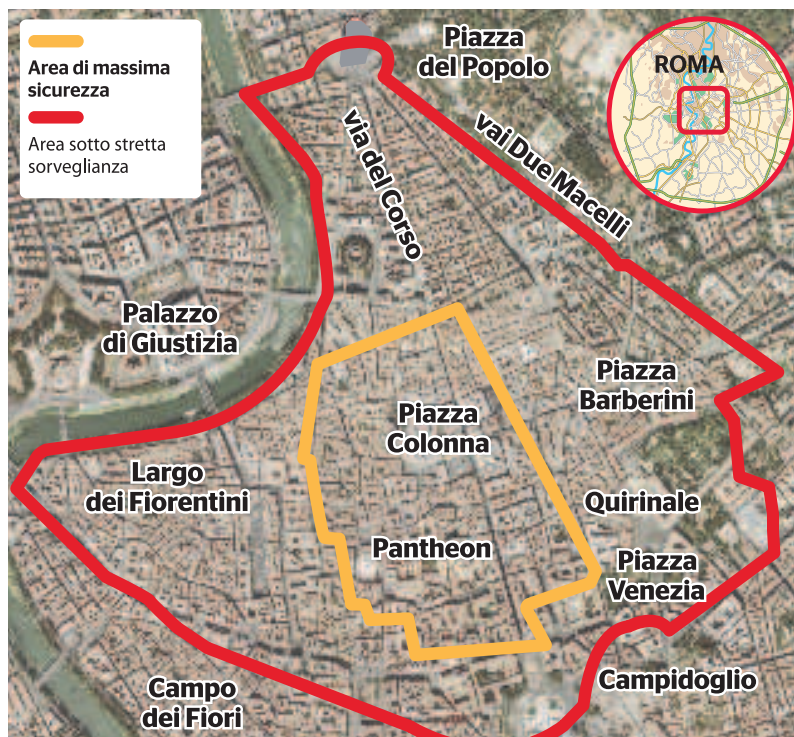 Area di massima
sicurezza
Area sotto stretta
sorveglianza
Piazza
del Popolo
ROMA
via del Corso
vai Due Macelli
Palazzo
di Giustizia
Piazza
Barberini
Piazza
Colonna
Largo
dei Fiorentini
Quirinale
Pantheon
Piazza
Venezia
Campidoglio
Campo
dei Fiori